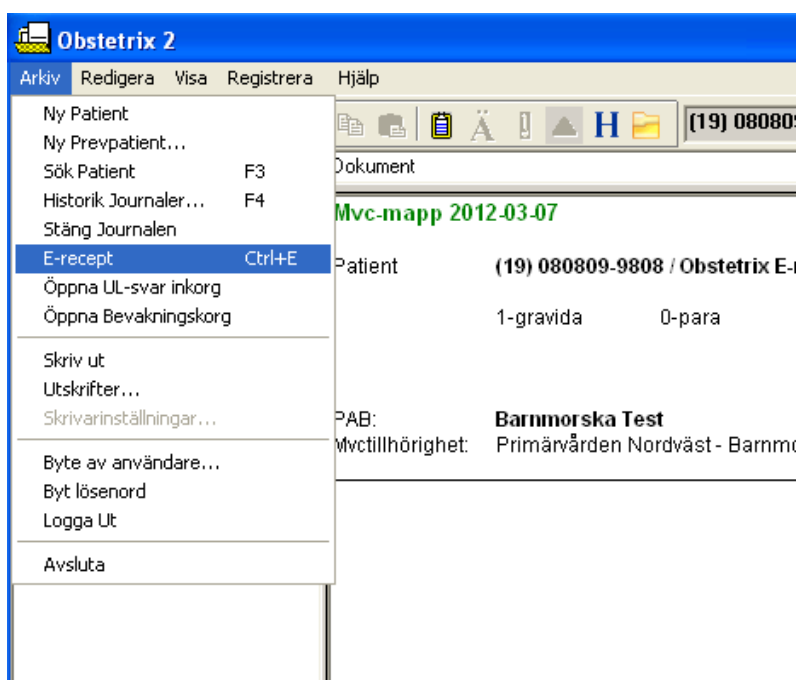 Obstetrix 2
Arkiv Redigera Visa Registrera Hjälp
Ny Patient
Ny Prevpatient...
Sök Patient F3
Historik Journaler... F4
Stäng Journalen
E-recept Ctrl+E
Öppna UL-svar inkorg
Öppna Bevakningskorg
Skriv ut
Utskrifter...
Skrivarinställningar...
Byte av användare...
Byt lösenord
Logga Ut
Avsluta
Ä H (19) 08080
Dokument
Mvc-mapp 2012-03-07
Patient (19) 080809-9808 / Obstetrix E-
1-gravida 0-para
PAB: Barnmorska Test
Mvctillhörighet: Primärvården Nordväst - Barnmo